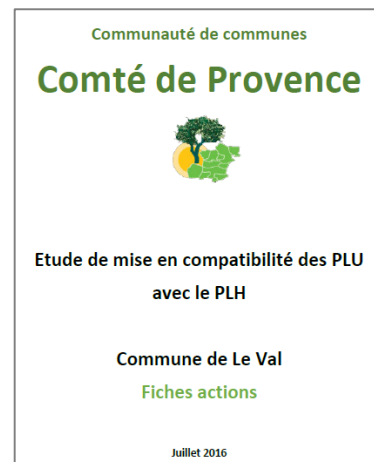 Communauté de communes
Comté de Provence
Etude de mise en compatibilité des PLU
avec le PLH
Commune de Le Val
Fiches actions
Juillet 2016